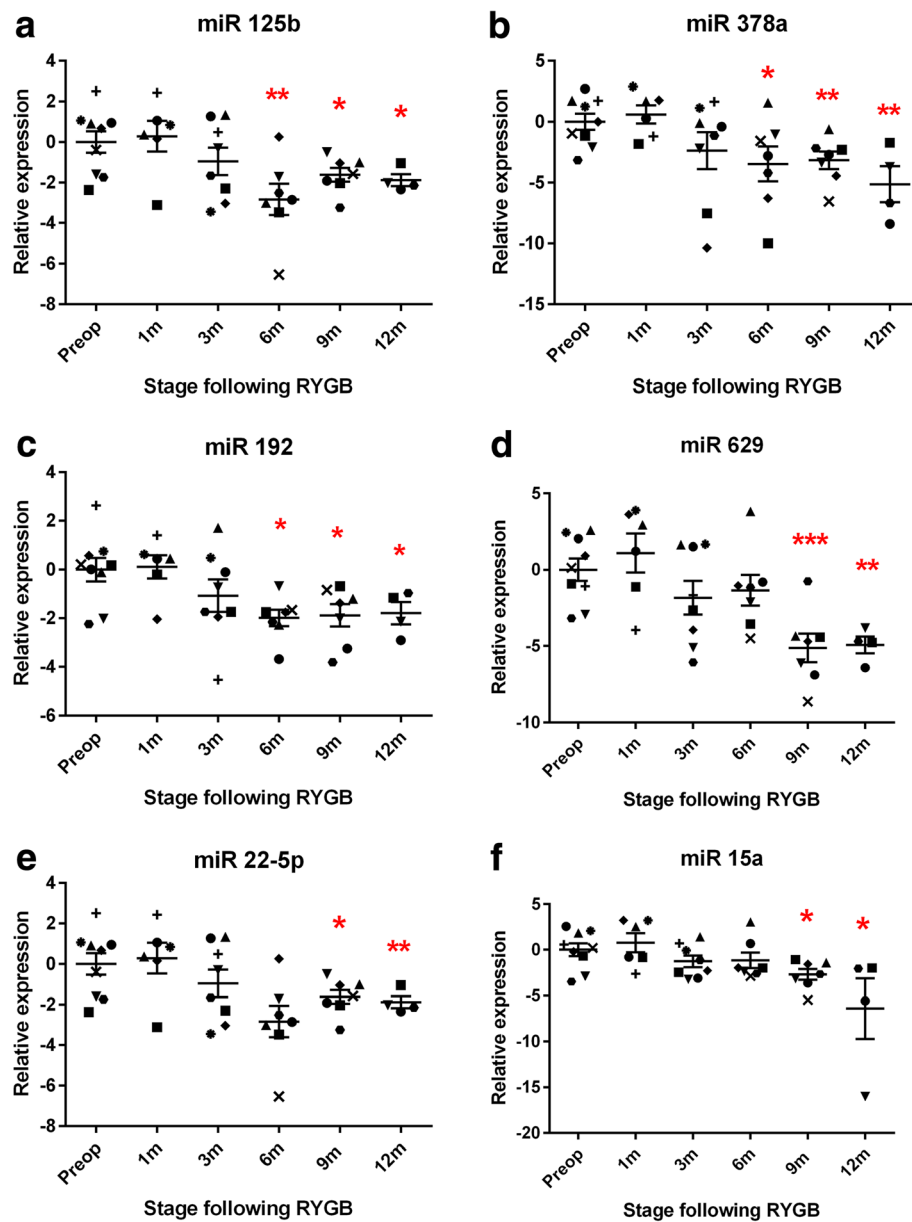 a
miR 125b
4
2
0
-2
-4
-6
-8
Relative expression
** * *
Preop 1m 3m 6m 9m 12m
Stage following RYGB
b
miR 378a
5
0
-5
-10
-15
Relative expression
* ** **
Preop 1m 3m 6m 9m 12m
Stage following RYGB
c
miR 192
4
2
0
-2
-4
-6
Relative expression
* * *
Preop 1m 3m 6m 9m 12m
Stage following RYGB
d
miR 629
5
0
-5
-10
Relative expression
*** **
Preop 1m 3m 6m 9m 12m
Stage following RYGB
e
miR 22-5p
4
2
0
-2
-4
-6
-8
Relative expression
* **
Preop 1m 3m 6m 9m 12m
Stage following RYGB
f
miR 15a
5
0
-5
-10
-15
-20
Relative expression
* *
Preop 1m 3m 6m 9m 12m
Stage following RYGB